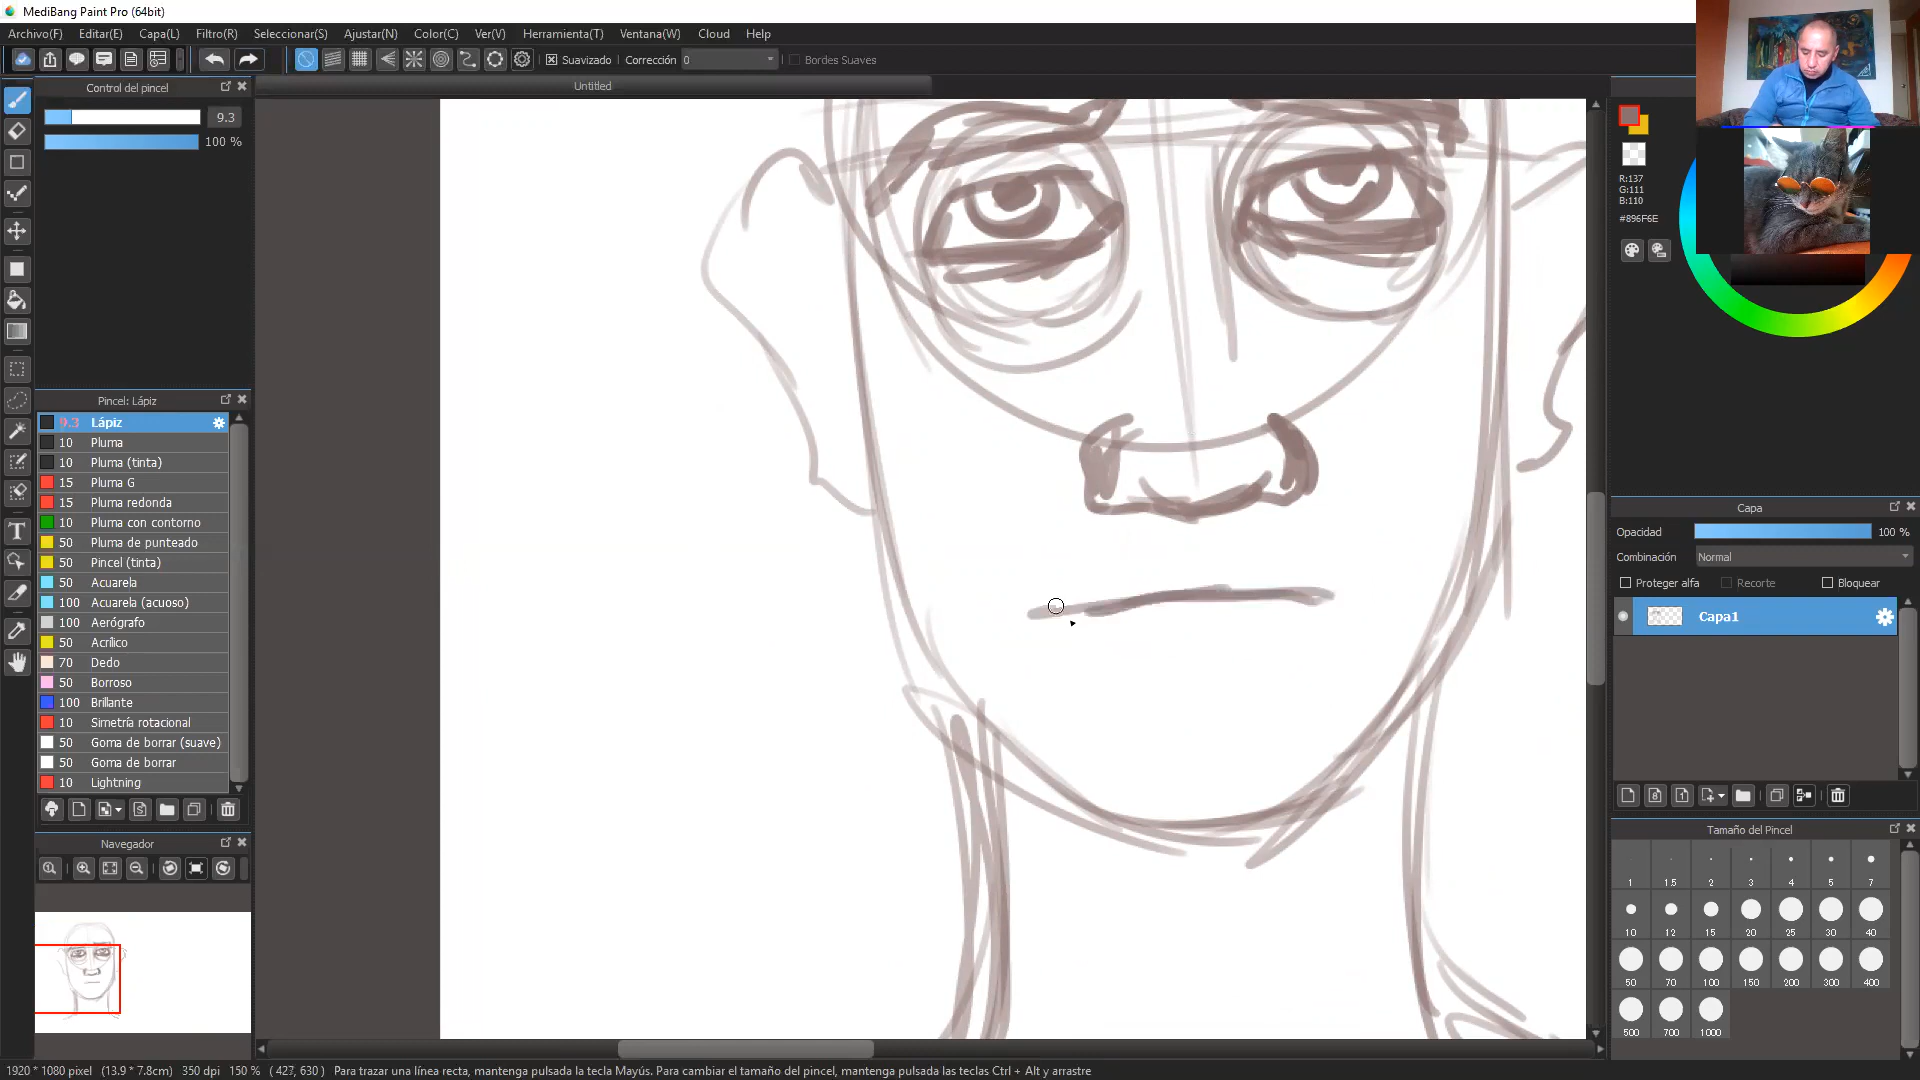 MediBang Paint Pro (64bit)
Archivo(F) Editar(E) Capa(L) Filtro(R) Seleccionar(S) Ajustar(N) Color(C) Ver(V) Herramienta(T) Ventana(W) Cloud Help
Suavizado Corrección 0 Bordes Suaves
Control del pincel
Untitled
9.3
100 %
R:137
G:111
B:110
#896F6E
Pincel: Lápiz
9.3 Lápiz
10 Pluma
10 Pluma (tinta)
15 Pluma G
15 Pluma redonda
10 Pluma con contorno
50 Pluma de punteado
50 Pincel (tinta)
50 Acuarela
100 Acuarela (acuoso)
100 Aerógrafo
50 Acrílico
70 Dedo
50 Borroso
100 Brillante
10 Simetría rotacional
50 Goma de borrar (suave)
50 Goma de borrar
10 Lightning
Navegador
Capa
Opacidad 100 %
Combinación Normal
Proteger alfa Recorte Bloquear
Capa1
Tamaño del Pincel
1 1.5 2 3 4 5 7
10 12 15 20 25 30 40
50 70 100 150 200 300 400
500 700 1000
1920 * 1080 pixel (13.9 * 7.8cm) 350 dpi 150 % ( 427, 630 ) Para trazar una línea recta, mantenga pulsada la tecla Mayús. Para cambiar el tamaño del pincel, mantenga pulsada las teclas Ctrl + Alt y arrastre